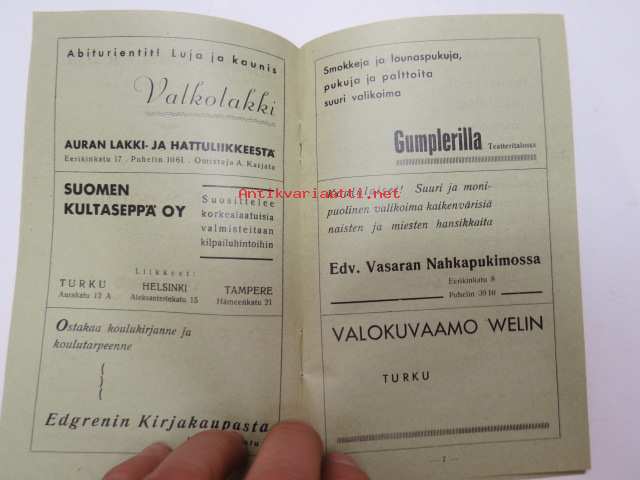 Abiturientit! Luja ja kaunis
Valkolakki
AURAN LAKKI- JA HATTULIIKKEESTÄ
Eerikinkatu 17 . Puhelin 1061 . Omistaja A. Karjata
SUOMEN
KULTASEPPÄ OY
Suosittelee
korkealaatuisia
valmisteitaan
kilpailuhintoihin
Liikkeet:
TURKU
Aurakatu 12 A
HELSINKI
Aleksanterinkatu 15
TAMPERE
Hämeenkatu 21
Ostakaa koulukirjanne ja
koulutarpeenne
Edgrenin Kirjakaupasta
Smokkeja ja lounaspukuja,
pukuja ja palttoita
suuri valikoima
Gumplerilla Teatteritalossa
Antikvariaatti.net
Suuri ja moni-
puolinen valikoima kaikenvärisiä
naisten ja miesten hansikkaita
Edv. Vasaran Nahkapukimossa
Eerikinkatu 8
Puhelin 3916
VALOKUVAAMO WELIN
TURKU